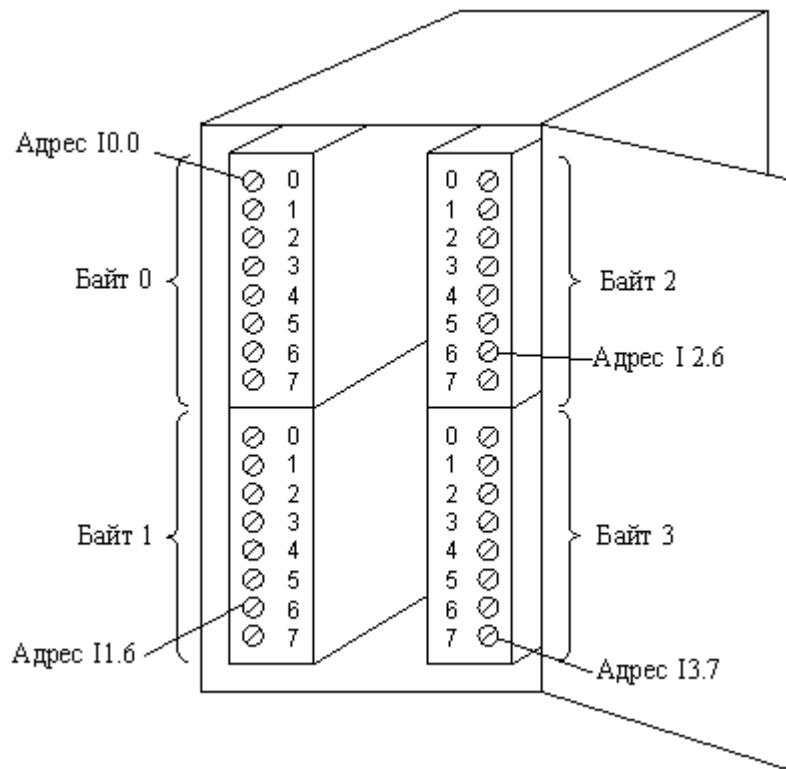 Адрес I0.0
0 0
1 1
2 2
3 3
Байт 0
4 4
Байт 2
5 5
6 6
Адрес I 2.6
7 7
0 0
1 1
2 2
3 3
Байт 1
4 4
Байт 3
5 5
6 6
7 7
Адрес I1.6
Адрес I3.7